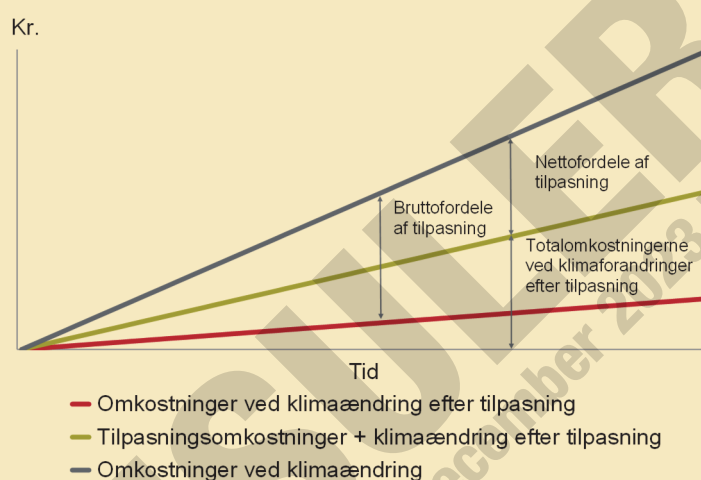 Kr.
Nettofordele af
tilpasning
Bruttofordele
af tilpasning
Totalomkostningerne
ved klimaforandringer
efter tilpasning
Tid
Omkostninger ved klimaændring efter tilpasning
Tilpasningsomkostninger + klimaændring efter tilpasning
Omkostninger ved klimaændring